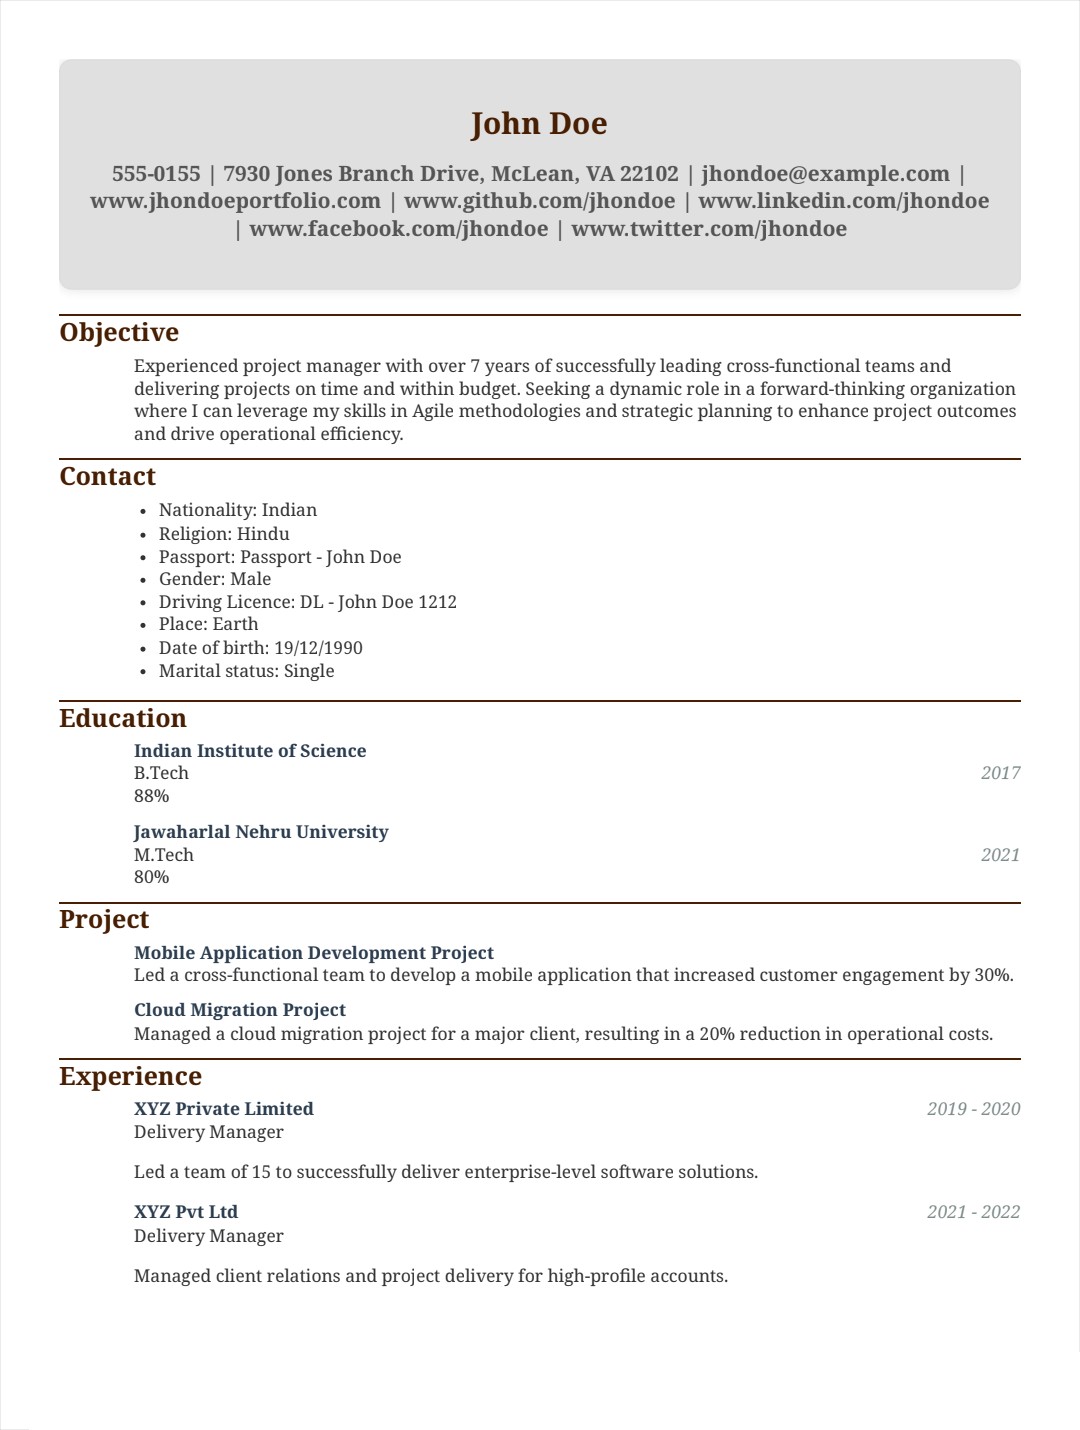 John Doe
555-0155 | 7930 Jones Branch Drive, McLean, VA 22102 | jhondoe@example.com |
www.jhondoeportfolio.com | www.github.com/jhondoe | www.linkedin.com/jhondoe
| www.facebook.com/jhondoe | www.twitter.com/jhondoe
Objective
Experienced project manager with over 7 years of successfully leading cross-functional teams and
delivering projects on time and within budget. Seeking a dynamic role in a forward-thinking organization
where I can leverage my skills in Agile methodologies and strategic planning to enhance project outcomes
and drive operational efficiency.
Contact
• Nationality: Indian
• Religion: Hindu
• Passport: Passport - John Doe
• Gender: Male
• Driving Licence: DL - John Doe 1212
• Place: Earth
• Date of birth: 19/12/1990
• Marital status: Single
Education
Indian Institute of Science
B.Tech 2017
88%
Jawaharlal Nehru University
M.Tech 2021
80%
Project
Mobile Application Development Project
Led a cross-functional team to develop a mobile application that increased customer engagement by 30%.
Cloud Migration Project
Managed a cloud migration project for a major client, resulting in a 20% reduction in operational costs.
Experience
XYZ Private Limited 2019 - 2020
Delivery Manager
Led a team of 15 to successfully deliver enterprise-level software solutions.
XYZ Pvt Ltd 2021 - 2022
Delivery Manager
Managed client relations and project delivery for high-profile accounts.